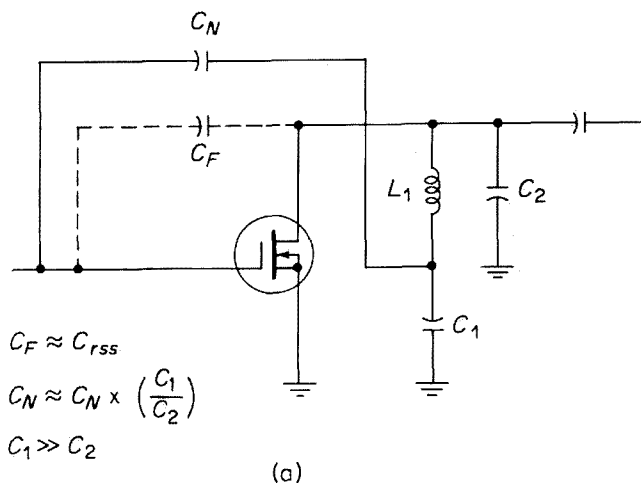 C_N
C_F
L_1
C_2
C_1
C_F ≈ C_rss
C_N ≈ C_N x (C_1/C_2)
C_1 ≫ C_2
(a)